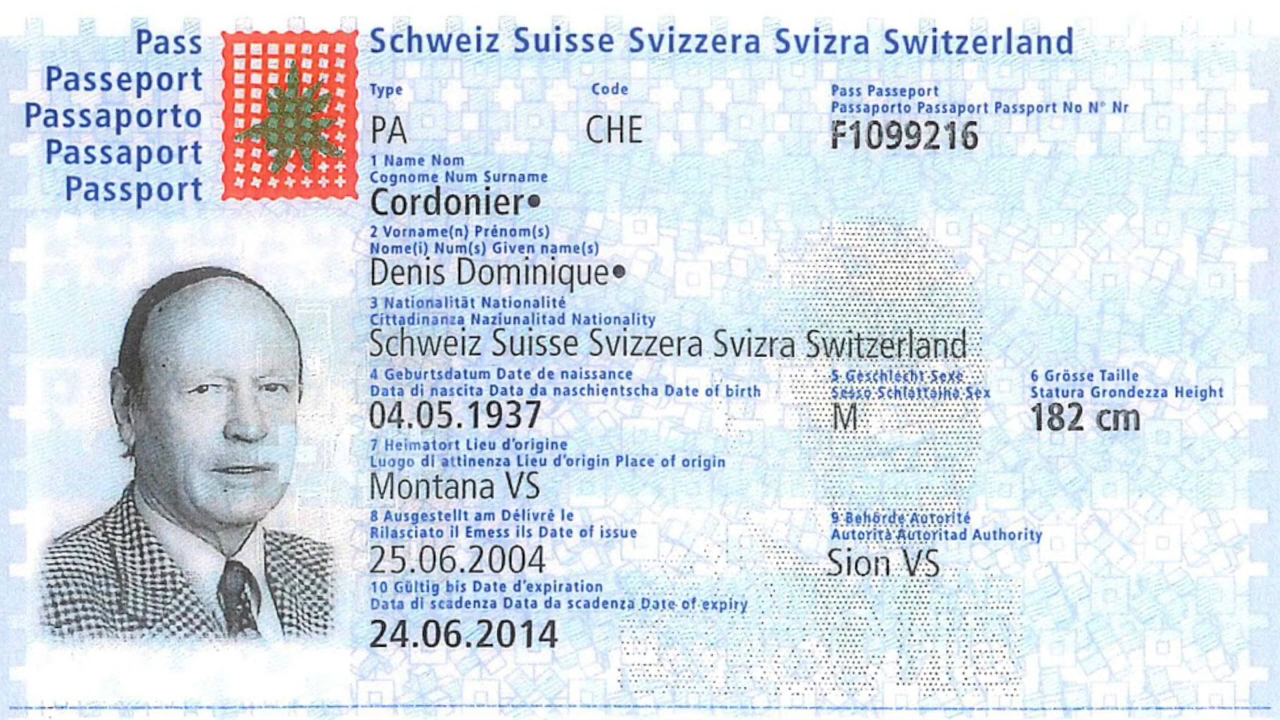 Pass
Passeport
Passaporto
Passaport
Passport
Schweiz Suisse Svizzera Svizra Switzerland
Type
Code
Pass Passeport
Passaporto Passaport Passport No N° Nr
PA
CHE
F1099216
1 Name Nom
Cognome Num Surname
Cordonier•
2 Vorname(n) Prénom(s)
Nome(i) Num(s) Given name(s)
Denis Dominique•
3 Nationalität Nationalité
Cittadinanza Naziunalitad Nationality
Schweiz Suisse Svizzera Svizra Switzerland
4 Geburtsdatum Date de naissance
Data di nascita Data da naschientscha Date of birth
04.05.1937
5 Geschlecht Sexe
Sesso Schlattaina Sex
M
6 Grösse Taille
Statura Grondezza Height
182 cm
7 Heimatort Lieu d'origine
Luogo di attinenza Lieu d'origin Place of origin
Montana VS
8 Ausgestellt am Délivré le
Rilasciato il Emess ils Date of issue
25.06.2004
9 Behörde Autorité
Autorità Autoritad Authority
Sion VS
10 Gültig bis Date d'expiration
Data di scadenza Data da scadenza Date of expiry
24.06.2014